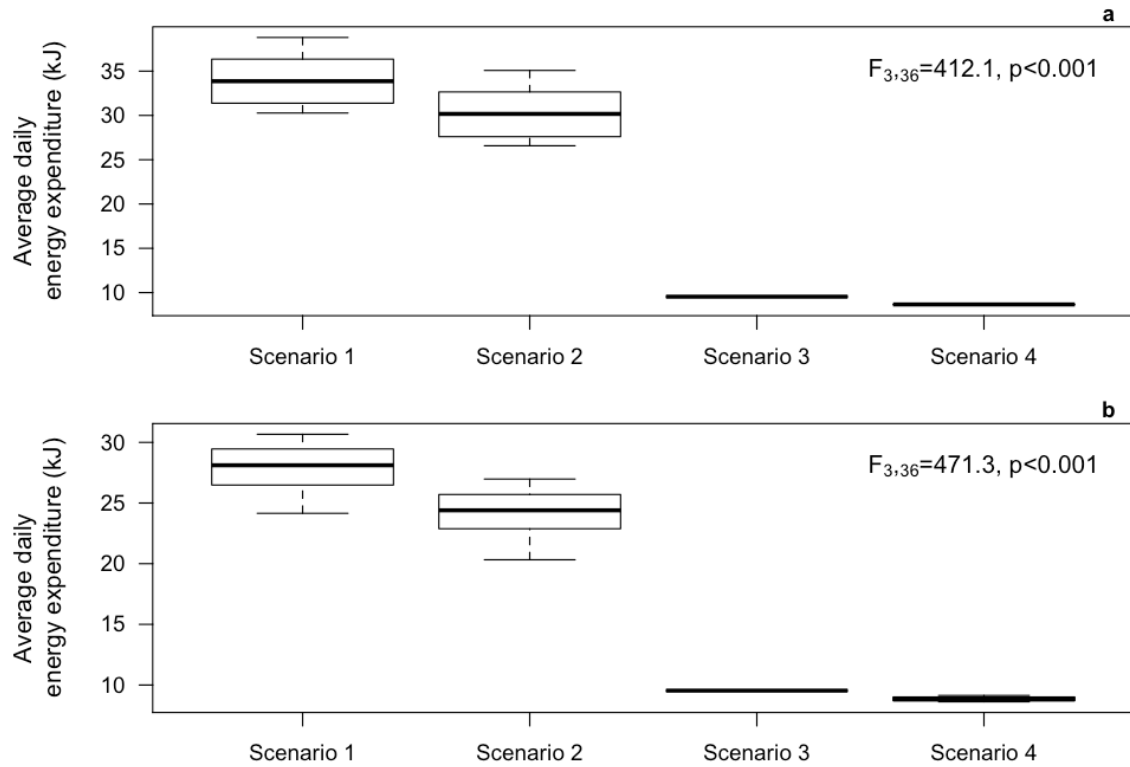 a
Average daily
energy expenditure (kJ)
35
30
25
20
15
10
F3,36=412.1, p<0.001
Scenario 1 Scenario 2 Scenario 3 Scenario 4
b
Average daily
energy expenditure (kJ)
30
25
20
15
10
F3,36=471.3, p<0.001
Scenario 1 Scenario 2 Scenario 3 Scenario 4